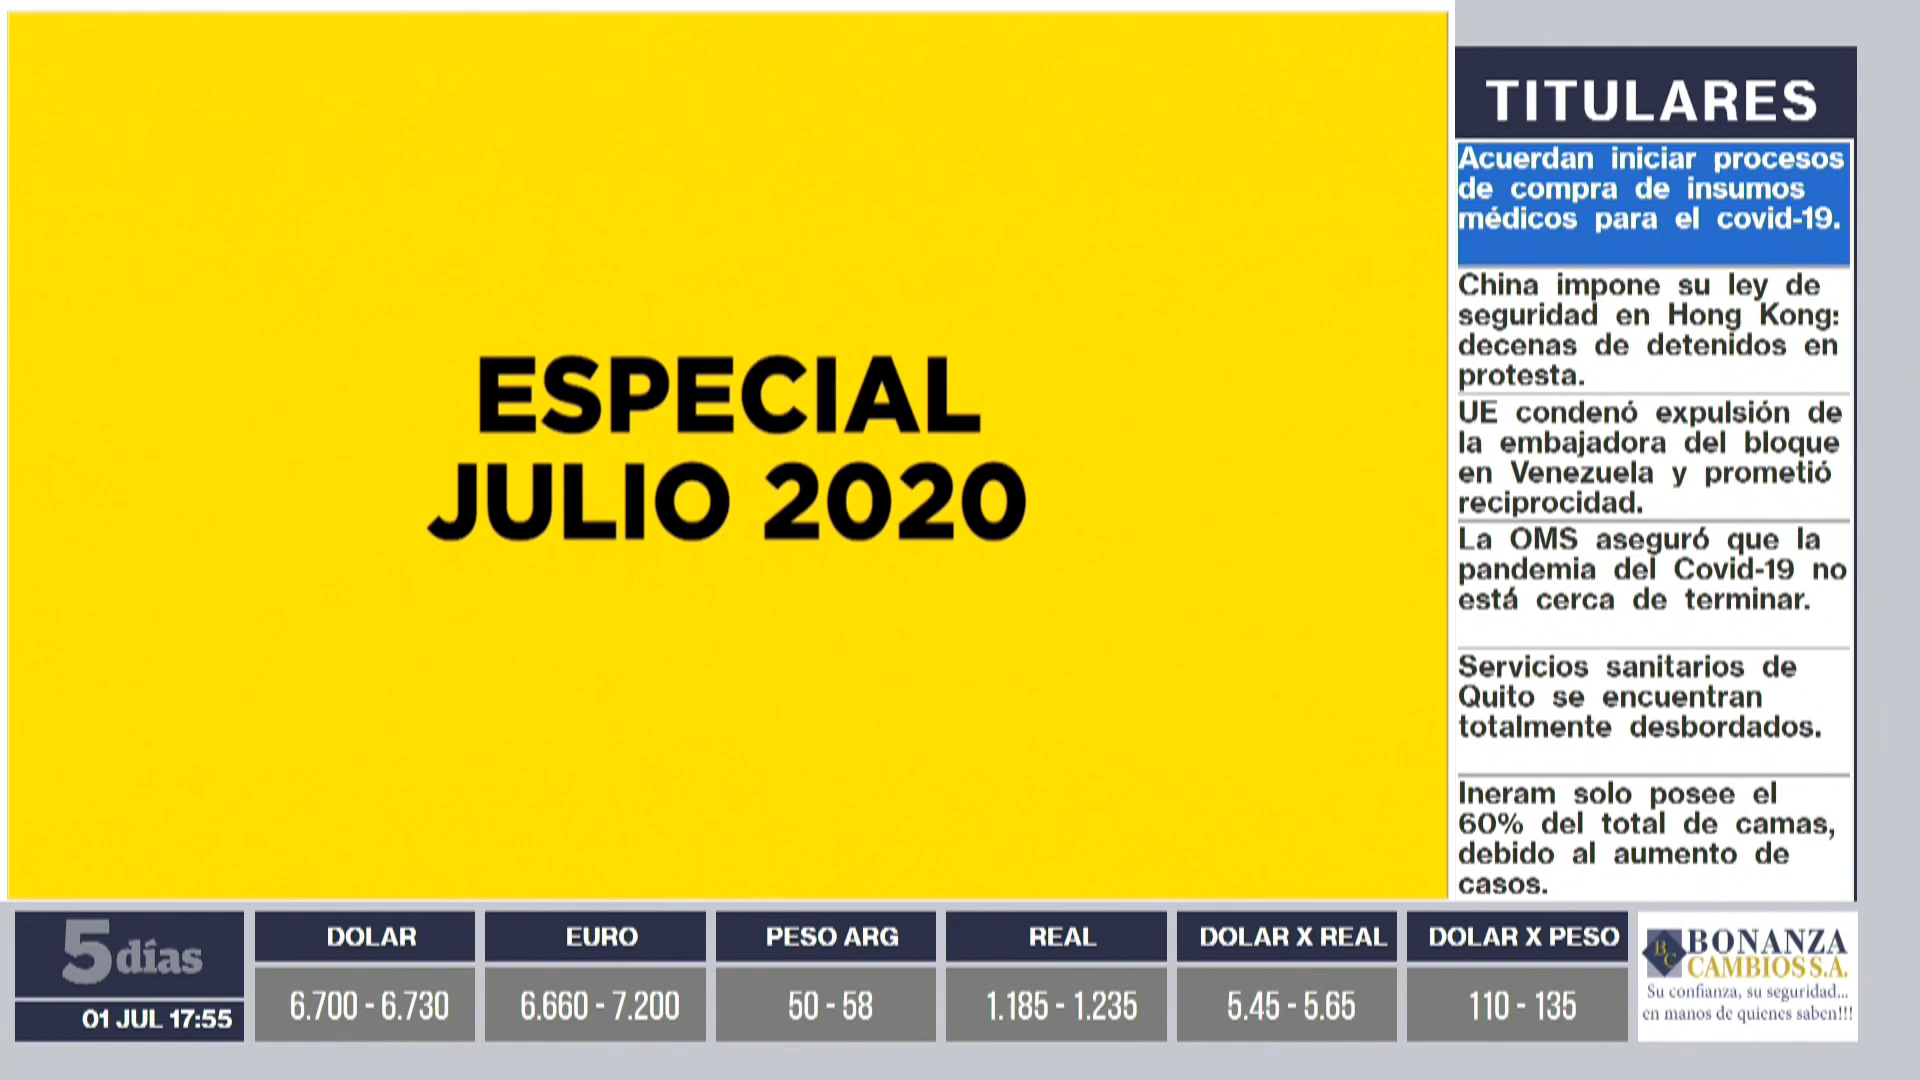 ESPECIAL
JULIO 2020
TITULARES
Acuerdan iniciar procesos
de compra de insumos
médicos para el covid-19.
China impone su ley de
seguridad en Hong Kong:
decenas de detenidos en
protesta.
UE condenó expulsión de
la embajadora del bloque
en Venezuela y prometió
reciprocidad.
La OMS aseguró que la
pandemia del Covid-19 no
está cerca de terminar.
Servicios sanitarios de
Quito se encuentran
totalmente desbordados.
Ineram solo posee el
60% del total de camas,
debido al aumento de
casos.
5días
01 JUL 17:55
DOLAR
6.700 - 6.730
EURO
6.660 - 7.200
PESO ARG
50 - 58
REAL
1.185 - 1.235
DOLAR X REAL
5.45 - 5.65
DOLAR X PESO
110 - 135
BC
BONANZA
CAMBIOS S.A.
Su confianza, su seguridad...
en manos de quienes saben!!!